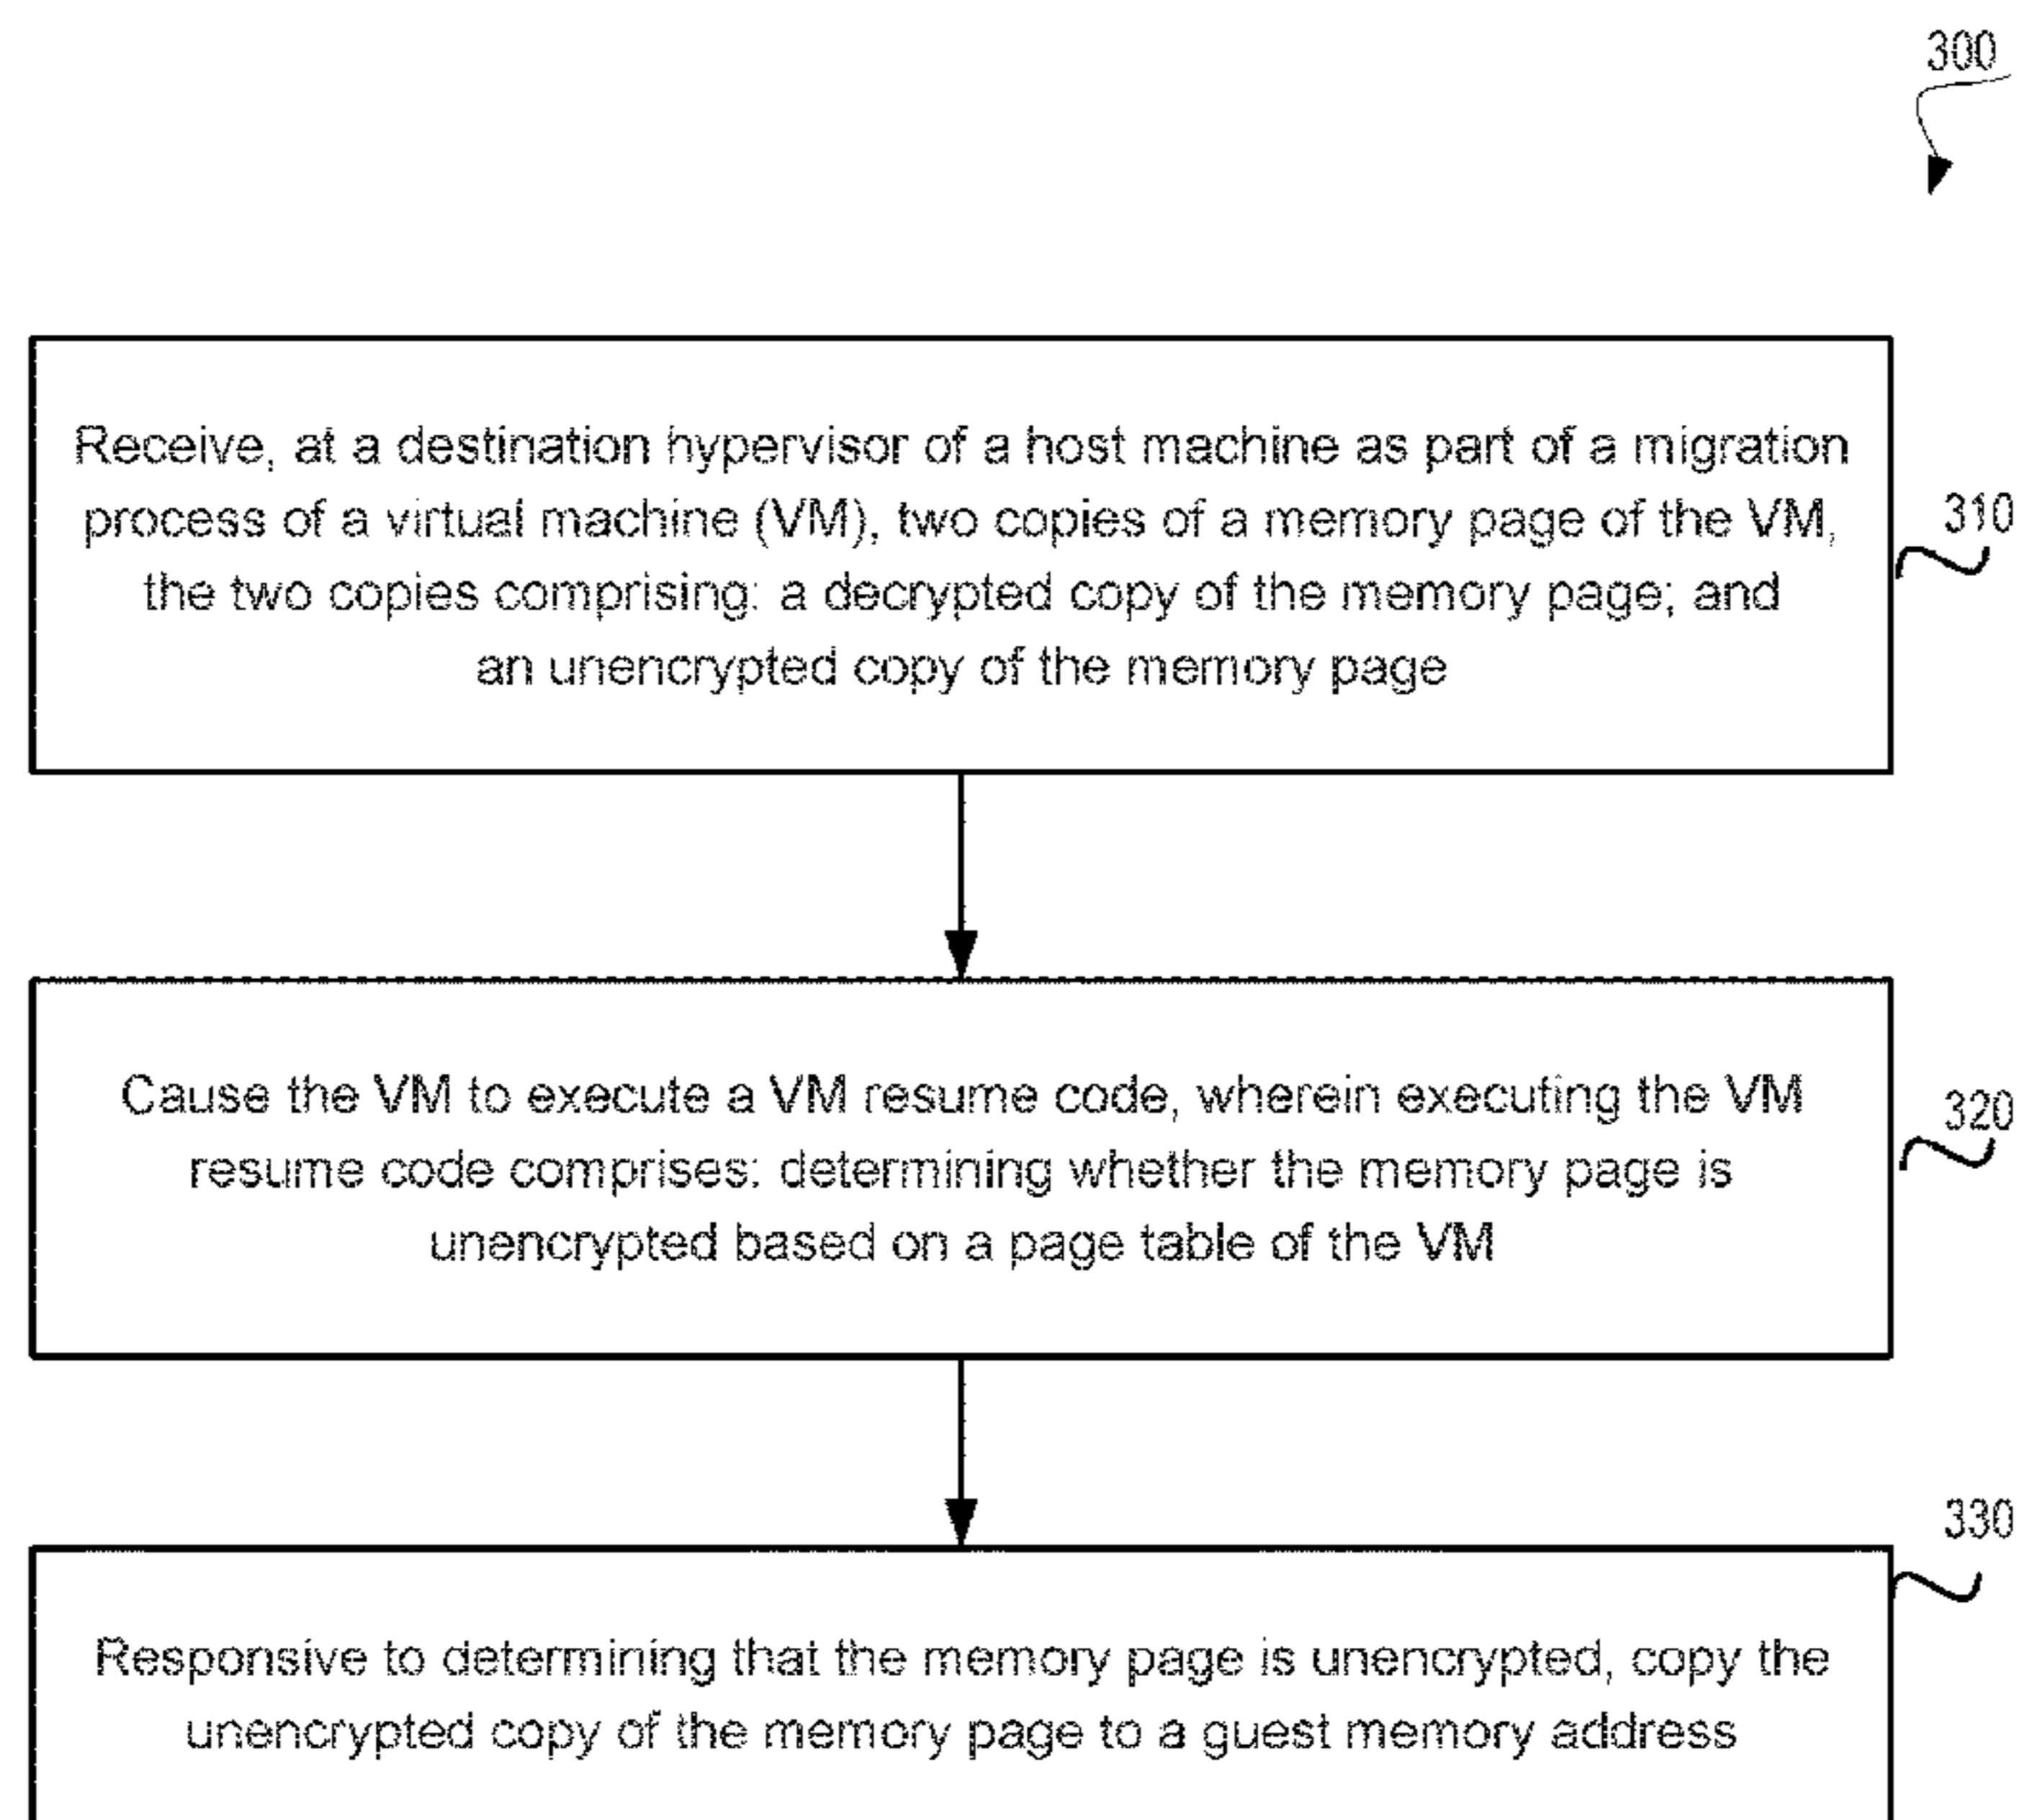 300
Receive, at a destination hypervisor of a host machine as part of a migration
process of a virtual machine (VM), two copies of a memory page of the VM,
the two copies comprising: a decrypted copy of the memory page; and
an unencrypted copy of the memory page
310
Cause the VM to execute a VM resume code, wherein executing the VM
resume code comprises: determining whether the memory page is
unencrypted based on a page table of the VM
320
330
Responsive to determining that the memory page is unencrypted, copy the
unencrypted copy of the memory page to a guest memory address